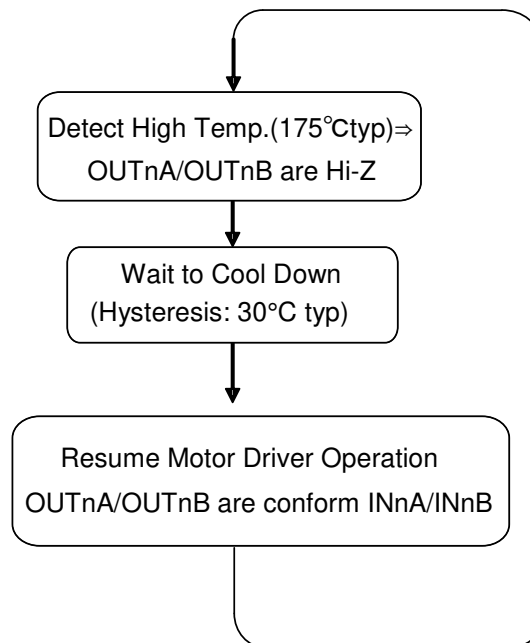 Detect High Temp.(175℃typ)⇒
OUTnA/OUTnB are Hi-Z
Wait to Cool Down
(Hysteresis: 30°C typ)
Resume Motor Driver Operation
OUTnA/OUTnB are conform INnA/INnB